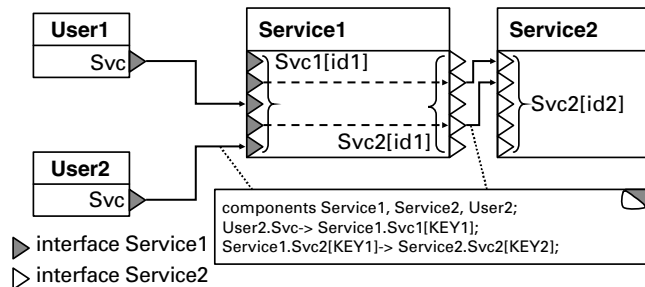 User1
Svc
Service1
Svc1[id1]
Svc2[id1]
Service2
Svc2[id2]
User2
Svc
components Service1, Service2, User2;
User2.Svc-> Service1.Svc1[KEY1];
Service1.Svc2[KEY1]-> Service2.Svc2[KEY2];
interface Service1
interface Service2